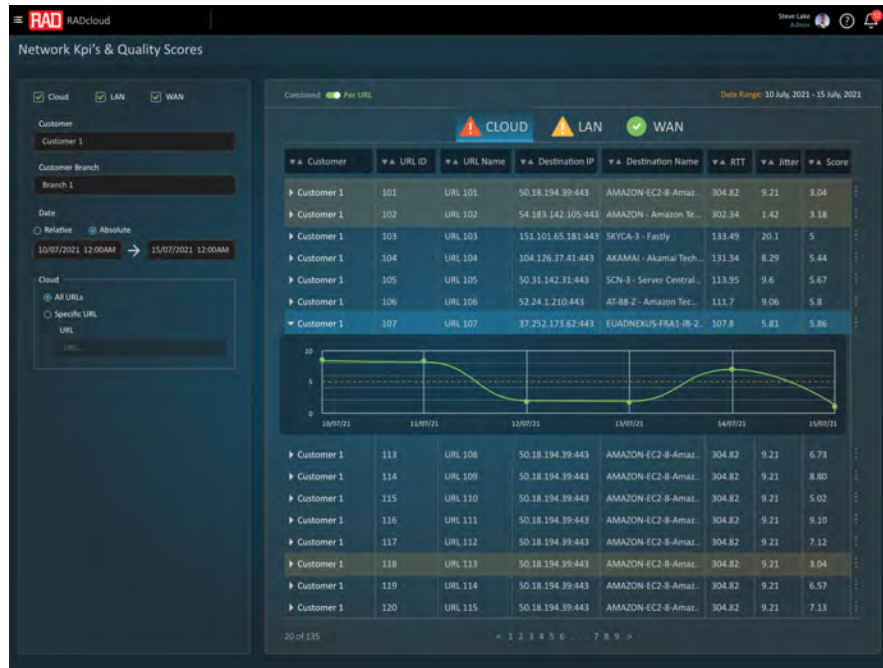 RAD RADcloud
Steve Lake
Admin
12
Network Kpi's & Quality Scores
Cloud LAN WAN
Customer
Customer 1
Customer Branch
Branch 1
Date
Relative Absolute
10/07/2021 12:00AM → 15/07/2021 12:00AM
Cloud
All URLs
Specific URL
URL
URL...
Combined Per URL
Date Range: 10 July, 2021 - 15 July, 2021
CLOUD LAN WAN
Customer URL ID URL Name Destination IP Destination Name RTT Jitter Score
Customer 1 101 URL 101 50.18.194.39:443 AMAZON-EC2-8-Amaz.. 304.82 9.21 3.04
Customer 1 102 URL 102 54.183.142.105:443 AMAZON - Amazon Te... 302.34 1.42 3.18
Customer 1 103 URL 103 151.101.65.181:443 SKYCA-3 - Fastly 133.49 20.1 5
Customer 1 104 URL 104 104.126.37.41:443 AKAMAI - Akamai Tech... 131.34 8.29 5.44
Customer 1 105 URL 105 50.31.142.31:443 SCN-3 - Server Central... 113.95 9.6 5.67
Customer 1 106 URL 106 52.24.1.210:443 AT-88-Z - Amazon Tec... 111.7 9.06 5.8
Customer 1 107 URL 107 37.252.173.62:443 EUADNEXUS-FRA1-IB-2.. 107.8 5.81 5.86
10
5
0
10/07/21 11/07/21 12/07/21 13/07/21 14/07/21 15/07/21
Customer 1 113 URL 108 50.18.194.39:443 AMAZON-EC2-8-Amaz.. 304.82 9.21 6.73
Customer 1 114 URL 109 50.18.194.39:443 AMAZON-EC2-8-Amaz.. 304.82 9.21 8.80
Customer 1 115 URL 110 50.18.194.39:443 AMAZON-EC2-8-Amaz.. 304.82 9.21 5.02
Customer 1 116 URL 111 50.18.194.39:443 AMAZON-EC2-8-Amaz.. 304.82 9.21 9.10
Customer 1 117 URL 112 50.18.194.39:443 AMAZON-EC2-8-Amaz.. 304.82 9.21 7.12
Customer 1 118 URL 113 50.18.194.39:443 AMAZON-EC2-8-Amaz.. 304.82 9.21 3.04
Customer 1 119 URL 114 50.18.194.39:443 AMAZON-EC2-8-Amaz.. 304.82 9.21 6.57
Customer 1 120 URL 115 50.18.194.39:443 AMAZON-EC2-8-Amaz.. 304.82 9.21 7.13
20 of 135
< 1 2 3 4 5 6 . . . 7 8 9 >